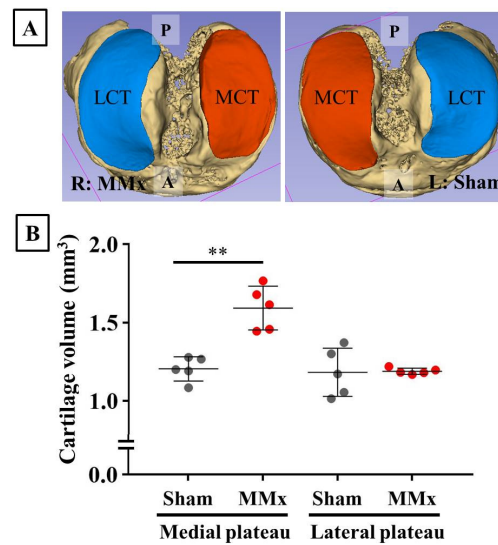 A
P
LCT
MCT
R: MMx
A
P
MCT
LCT
A
L: Sham
B
**
Cartilage volume (mm³)
2.0
1.5
1.0
0.0
Sham
MMx
Sham
MMx
Medial plateau
Lateral plateau